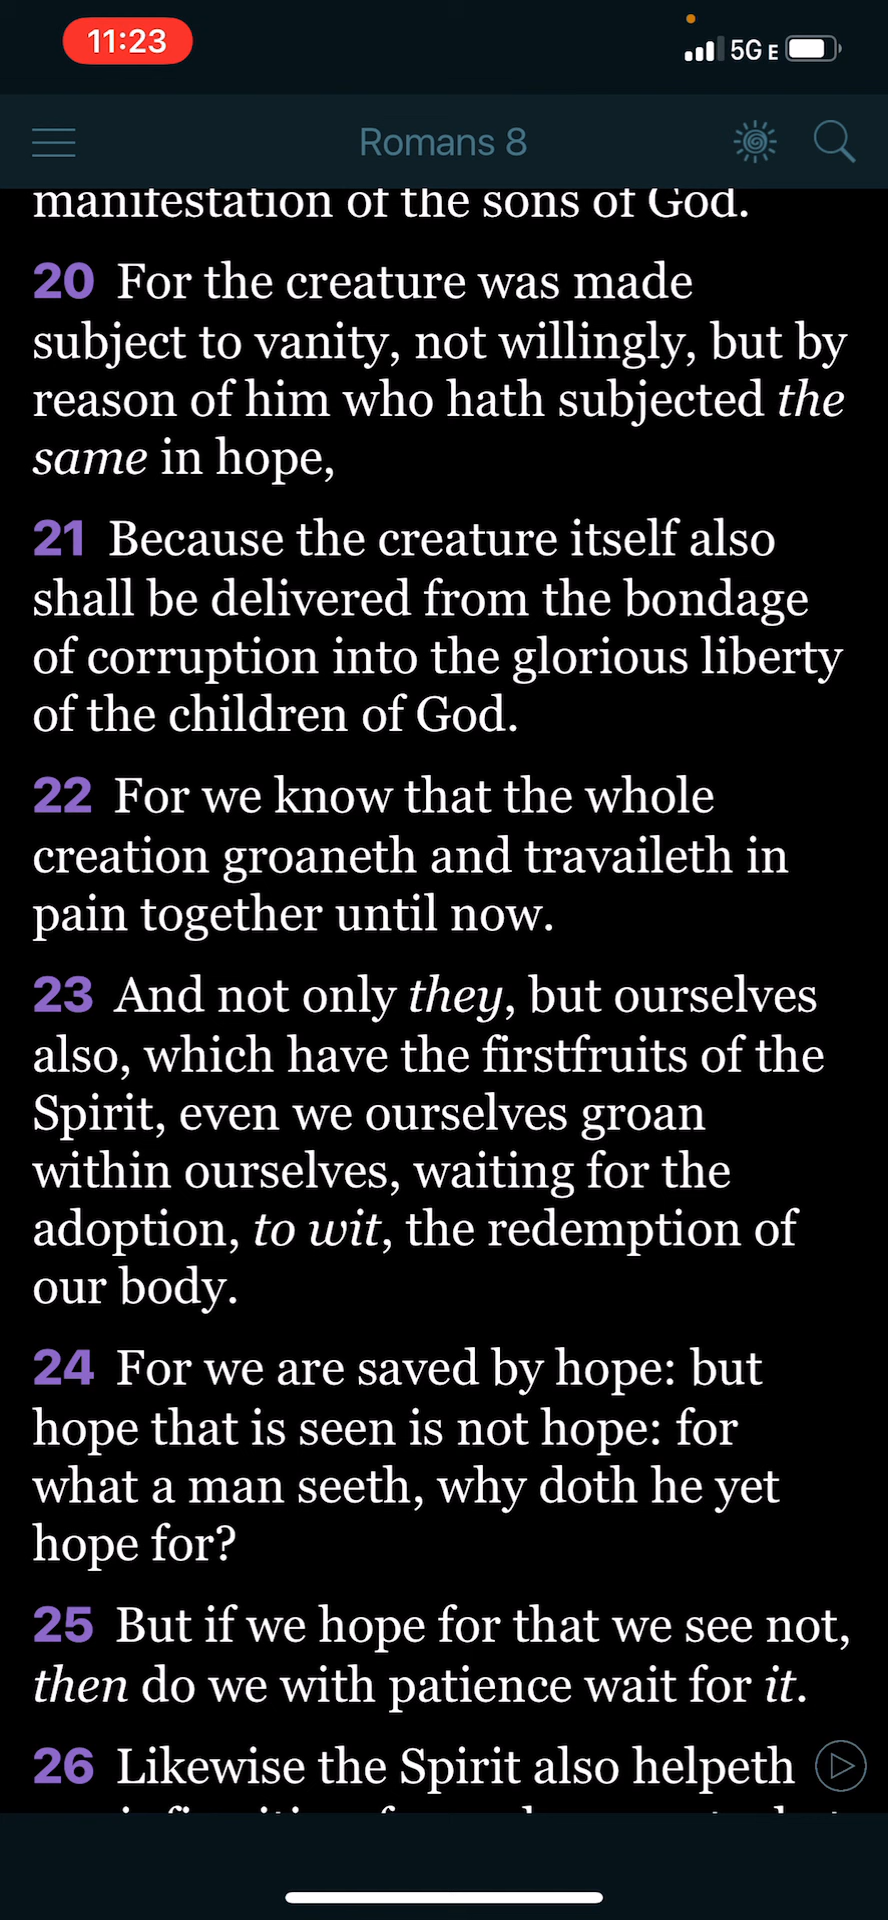 11:23
5G E
Romans 8
manifestation of the sons of God.
20 For the creature was made
subject to vanity, not willingly, but by
reason of him who hath subjected the
same in hope,
21 Because the creature itself also
shall be delivered from the bondage
of corruption into the glorious liberty
of the children of God.
22 For we know that the whole
creation groaneth and travaileth in
pain together until now.
23 And not only they, but ourselves
also, which have the firstfruits of the
Spirit, even we ourselves groan
within ourselves, waiting for the
adoption, to wit, the redemption of
our body.
24 For we are saved by hope: but
hope that is seen is not hope: for
what a man seeth, why doth he yet
hope for?
25 But if we hope for that we see not,
then do we with patience wait for it.
26 Likewise the Spirit also helpeth